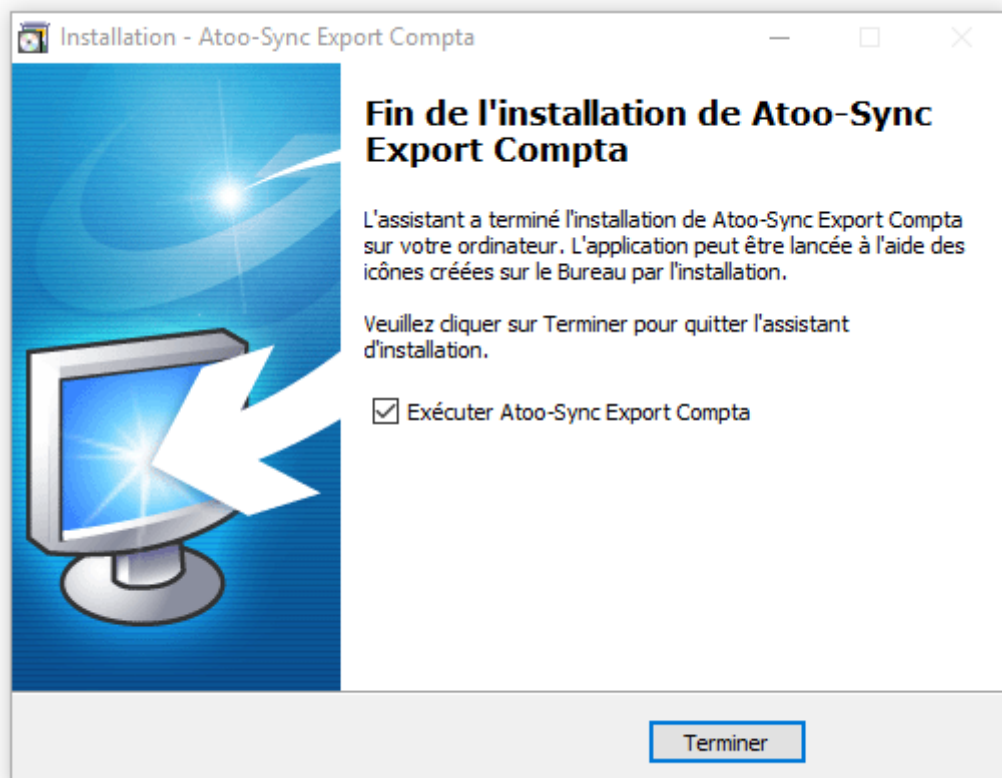 Installation - Atoo-Sync Export Compta
Fin de l'installation de Atoo-Sync
Export Compta
L'assistant a terminé l'installation de Atoo-Sync Export Compta
sur votre ordinateur. L'application peut être lancée à l'aide des
icônes créées sur le Bureau par l'installation.
Veuillez cliquer sur Terminer pour quitter l'assistant
d'installation.
Exécuter Atoo-Sync Export Compta
Terminer